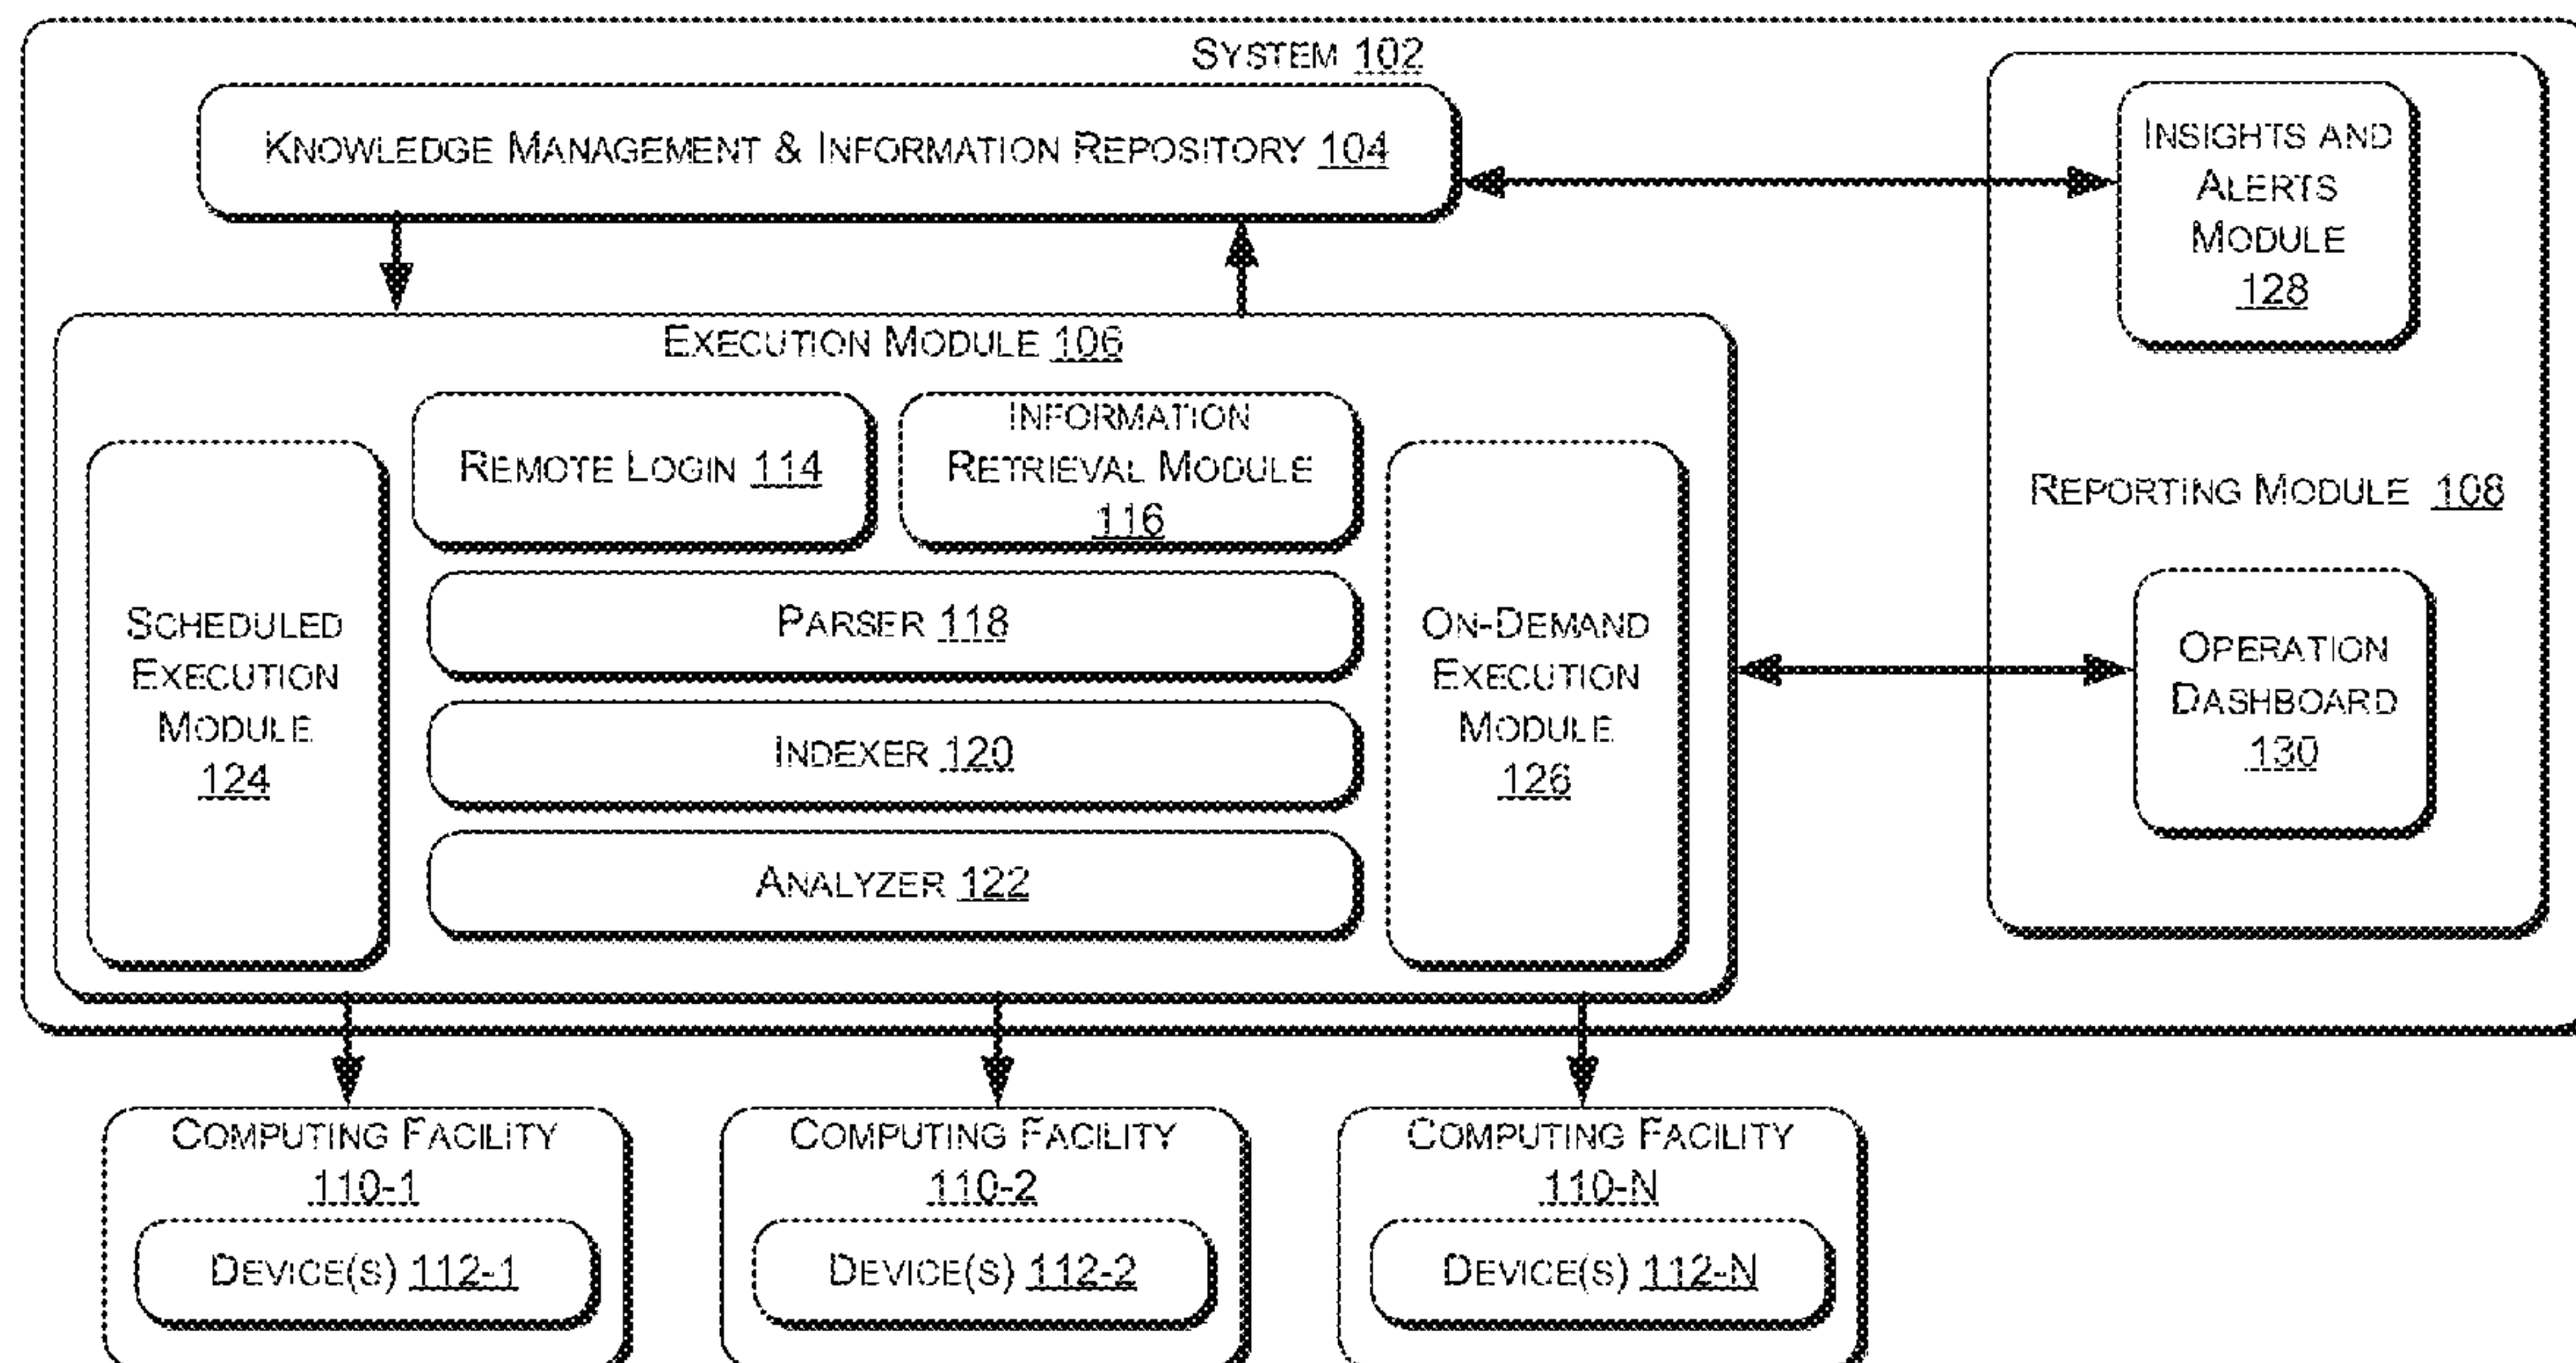 SYSTEM 102
KNOWLEDGE MANAGEMENT & INFORMATION REPOSITORY 104
INSIGHTS AND
ALERTS
MODULE
128
REPORTING MODULE 108
OPERATION
DASHBOARD
130
EXECUTION MODULE 106
REMOTE LOGIN 114
INFORMATION
RETRIEVAL MODULE
116
SCHEDULED
EXECUTION
MODULE
124
PARSER 118
INDEXER 120
ANALYZER 122
ON-DEMAND
EXECUTION
MODULE
126
COMPUTING FACILITY
110-1
DEVICE(S) 112-1
COMPUTING FACILITY
110-2
DEVICE(S) 112-2
COMPUTING FACILITY
110-N
DEVICE(S) 112-N